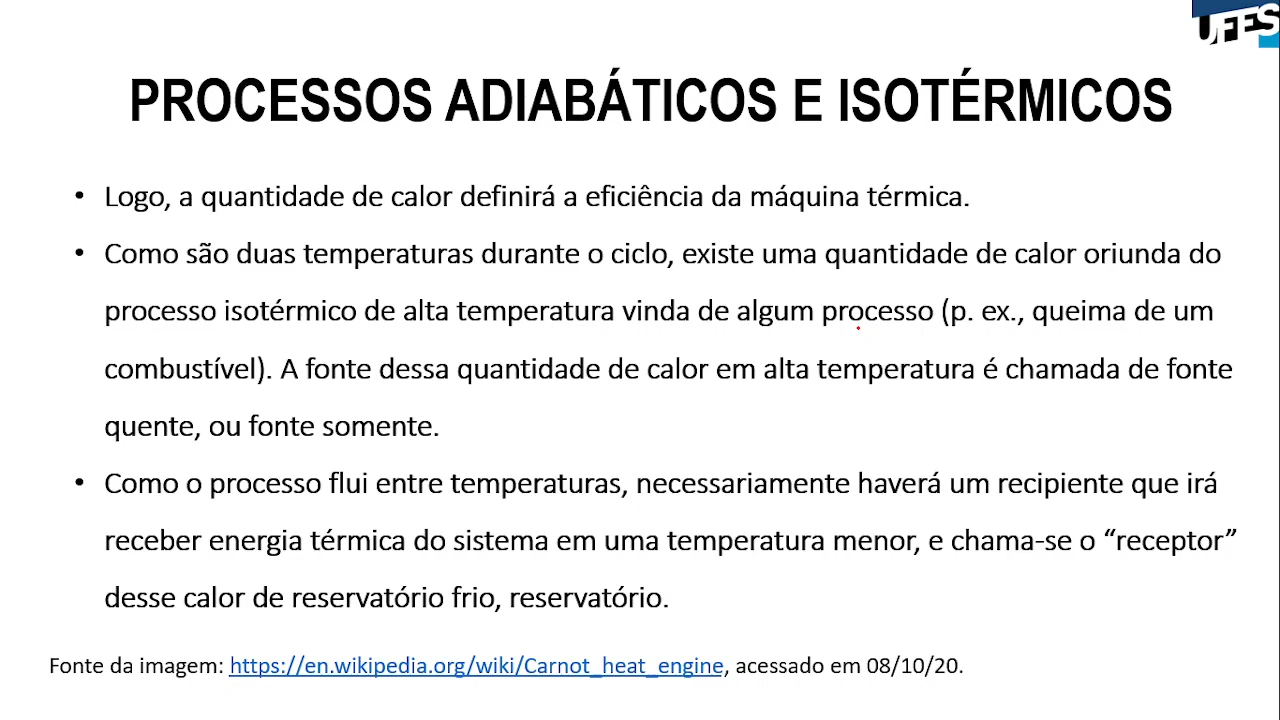 UFES
PROCESSOS ADIABÁTICOS E ISOTÉRMICOS
• Logo, a quantidade de calor definirá a eficiência da máquina térmica.
• Como são duas temperaturas durante o ciclo, existe uma quantidade de calor oriunda do
processo isotérmico de alta temperatura vinda de algum processo (p. ex., queima de um
combustível). A fonte dessa quantidade de calor em alta temperatura é chamada de fonte
quente, ou fonte somente.
• Como o processo flui entre temperaturas, necessariamente haverá um recipiente que irá
receber energia térmica do sistema em uma temperatura menor, e chama-se o “receptor”
desse calor de reservatório frio, reservatório.
Fonte da imagem: https://en.wikipedia.org/wiki/Carnot_heat_engine, acessado em 08/10/20.